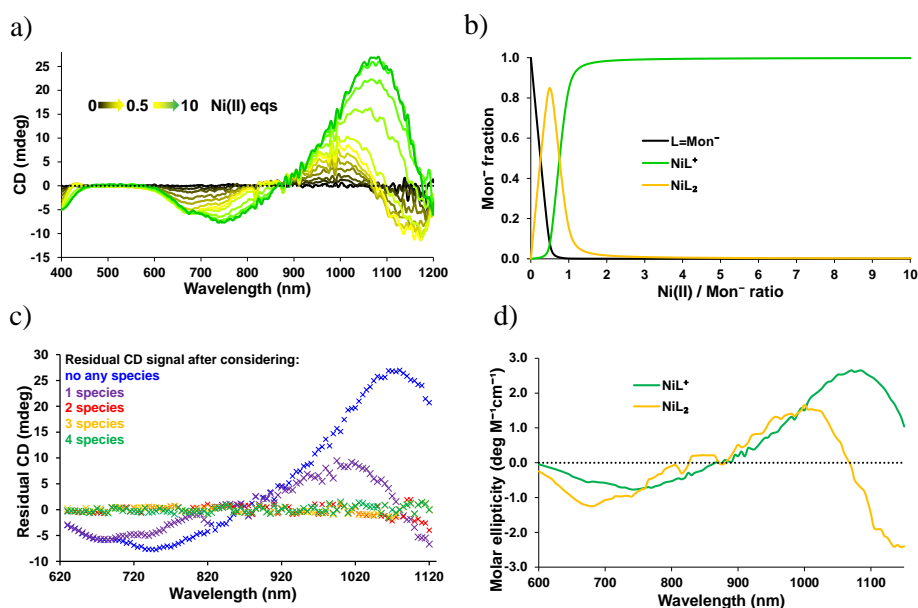 a)
CD (mdeg)
25
20
15
10
5
0
-5
-10
-15
0 0.5 10 Ni(II) eqs
400 500 600 700 800 900 1000 1100 1200
Wavelength (nm)
b)
Mon⁻ fraction
1.0
0.8
0.6
0.4
0.2
0.0
L=Mon⁻
NiL⁺
NiL₂
0 1 2 3 4 5 6 7 8 9 10
Ni(II) / Mon⁻ ratio
c)
Residual CD (mdeg)
30
25
20
15
10
5
0
-5
-10
Residual CD signal after considering:
no any species
1 species
2 species
3 species
4 species
620 720 820 920 1020 1120
Wavelength (nm)
d)
Molar ellipticity (deg M⁻¹cm⁻¹)
3.0
2.0
1.0
0.0
-1.0
-2.0
-3.0
NiL⁺
NiL₂
600 700 800 900 1000 1100
Wavelength (nm)